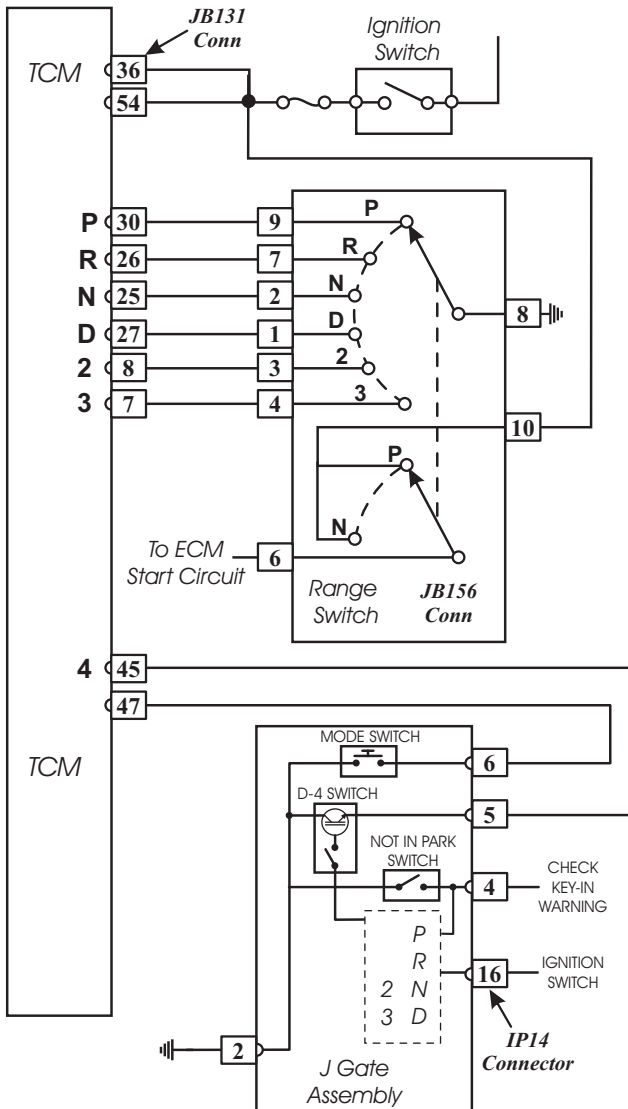 JB131
Conn
Ignition
Switch
TCM
36
54
P 30 9 P
R 26 7 R
N 25 2 N
8
D 27 1 D
2 8 3 2
3 7 4 3
10
P
N
To ECM
Start Circuit
6
Range
Switch
JB156
Conn
4 45
47
TCM
MODE SWITCH
6
D-4 SWITCH
5
NOT IN PARK
SWITCH
4
CHECK
KEY-IN
WARNING
P
R
2 N
3 D
16
IGNITION
SWITCH
2
IP14
Connector
J Gate
Assembly